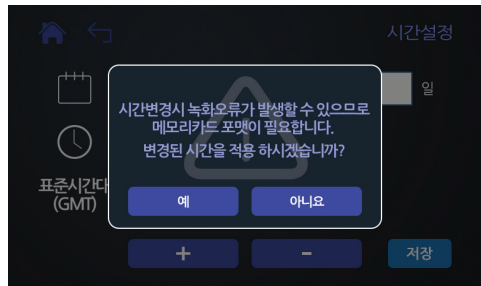 시간설정
일
시간변경시 녹화오류가 발생할 수 있으므로
메모리카드 포맷이 필요합니다.
변경된 시간을 적용 하시겠습니까?
표준시간대
(GMT)
예
아니요
+
-
저장